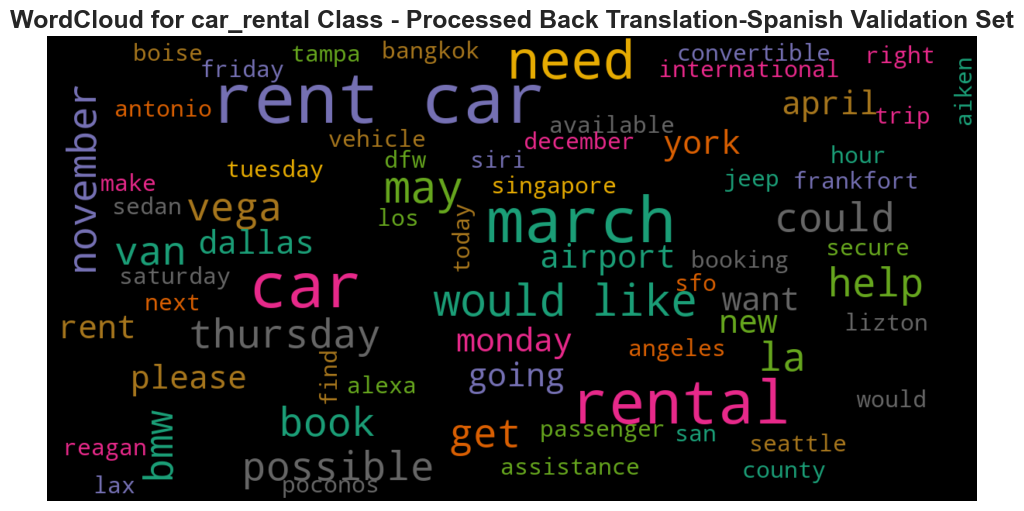 WordCloud for car_rental Class - Processed Back Translation-Spanish Validation Set
boise
tampa
bangkok
need
convertible
right
friday
international
aiken
rent car
antonio
april
trip
november
vehicle
available
december
york
dfw
siri
hour
tuesday
make
may
singapore
jeep
frankfort
sedan
vega
los
today
march
could
van
dallas
airport
booking
secure
saturday
car
sfo
help
next
would like
want
rent
thursday
monday
new
lizton
angeles
la
find
please
alexa
going
rental
would
bmw
book
get
passenger
san
seattle
reagan
possible
assistance
county
lax
poconos